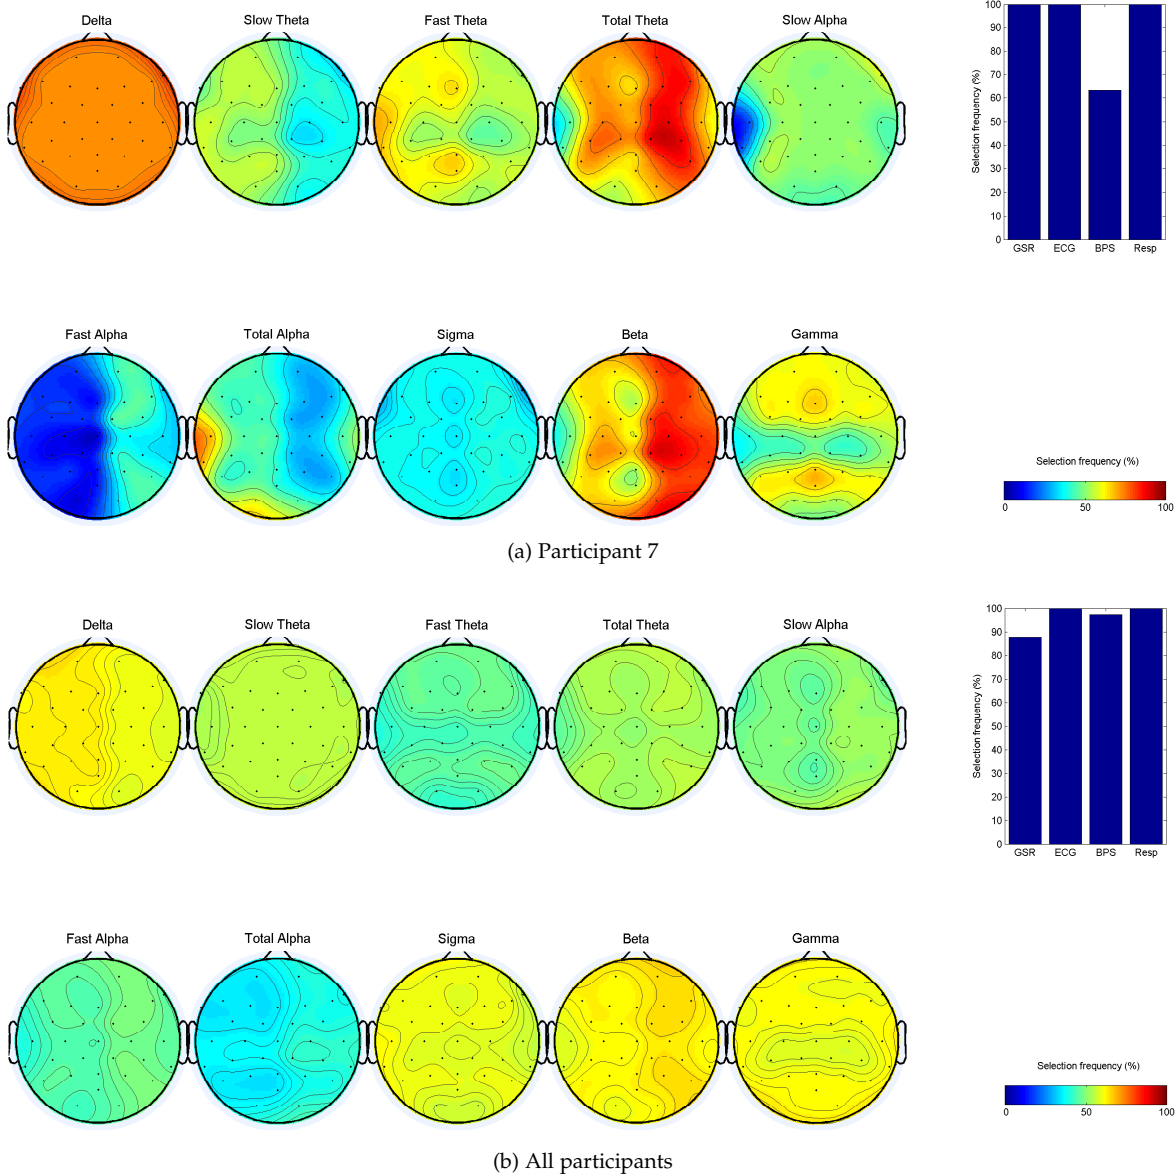 Delta Slow Theta Fast Theta Total Theta Slow Alpha
100
90
80
70
60
50
40
30
20
10
0
Selection frequency (%)
GSR ECG BPS Resp
Fast Alpha Total Alpha Sigma Beta Gamma
Selection frequency (%)
0 50 100
(a) Participant 7
Delta Slow Theta Fast Theta Total Theta Slow Alpha
100
90
80
70
60
50
40
30
20
10
0
Selection frequency (%)
GSR ECG BPS Resp
Fast Alpha Total Alpha Sigma Beta Gamma
Selection frequency (%)
0 50 100
(b) All participants